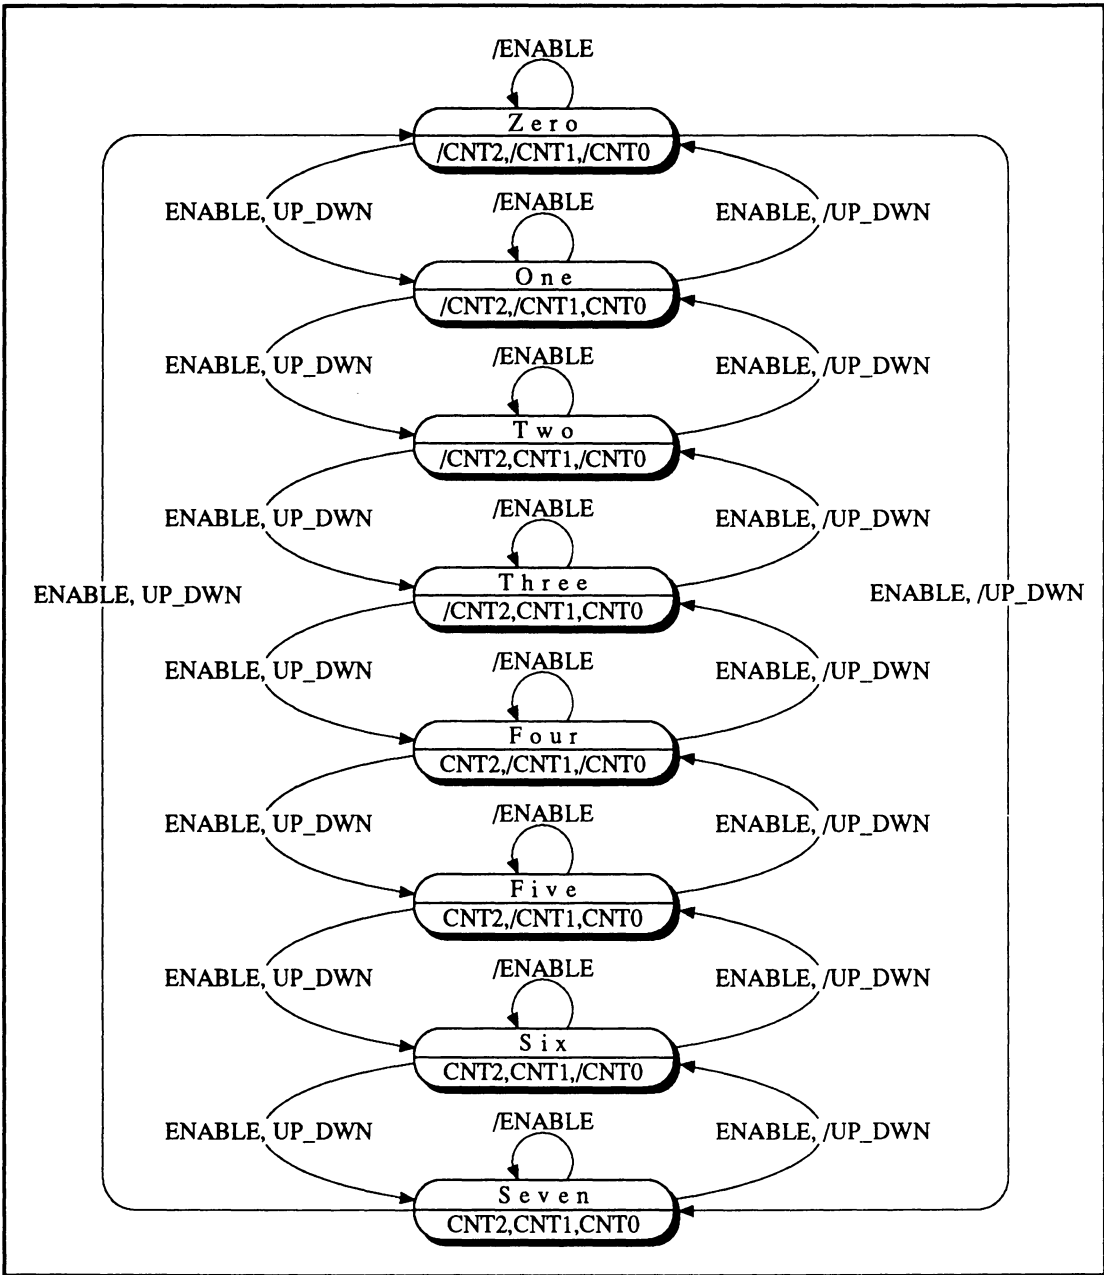 /ENABLE
Zero
/CNT2,/CNT1,/CNT0
ENABLE, UP_DWN
/ENABLE
ENABLE, /UP_DWN
One
/CNT2,/CNT1,CNT0
ENABLE, UP_DWN
/ENABLE
ENABLE, /UP_DWN
Two
/CNT2,CNT1,/CNT0
ENABLE, UP_DWN
/ENABLE
ENABLE, /UP_DWN
Three
/CNT2,CNT1,CNT0
ENABLE, UP_DWN
ENABLE, /UP_DWN
ENABLE, UP_DWN
/ENABLE
ENABLE, /UP_DWN
Four
CNT2,/CNT1,/CNT0
ENABLE, UP_DWN
/ENABLE
ENABLE, /UP_DWN
Five
CNT2,/CNT1,CNT0
ENABLE, UP_DWN
/ENABLE
ENABLE, /UP_DWN
Six
CNT2,CNT1,/CNT0
ENABLE, UP_DWN
/ENABLE
ENABLE, /UP_DWN
Seven
CNT2,CNT1,CNT0